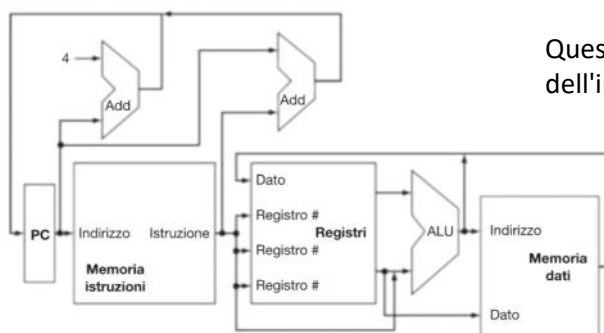 Ques
dell'i
4
Add
Add
PC
Indirizzo
Istruzione
Memoria
istruzioni
Dato
Registro #
Registro #
Registro #
Registri
ALU
Indirizzo
Memoria
dati
Dato